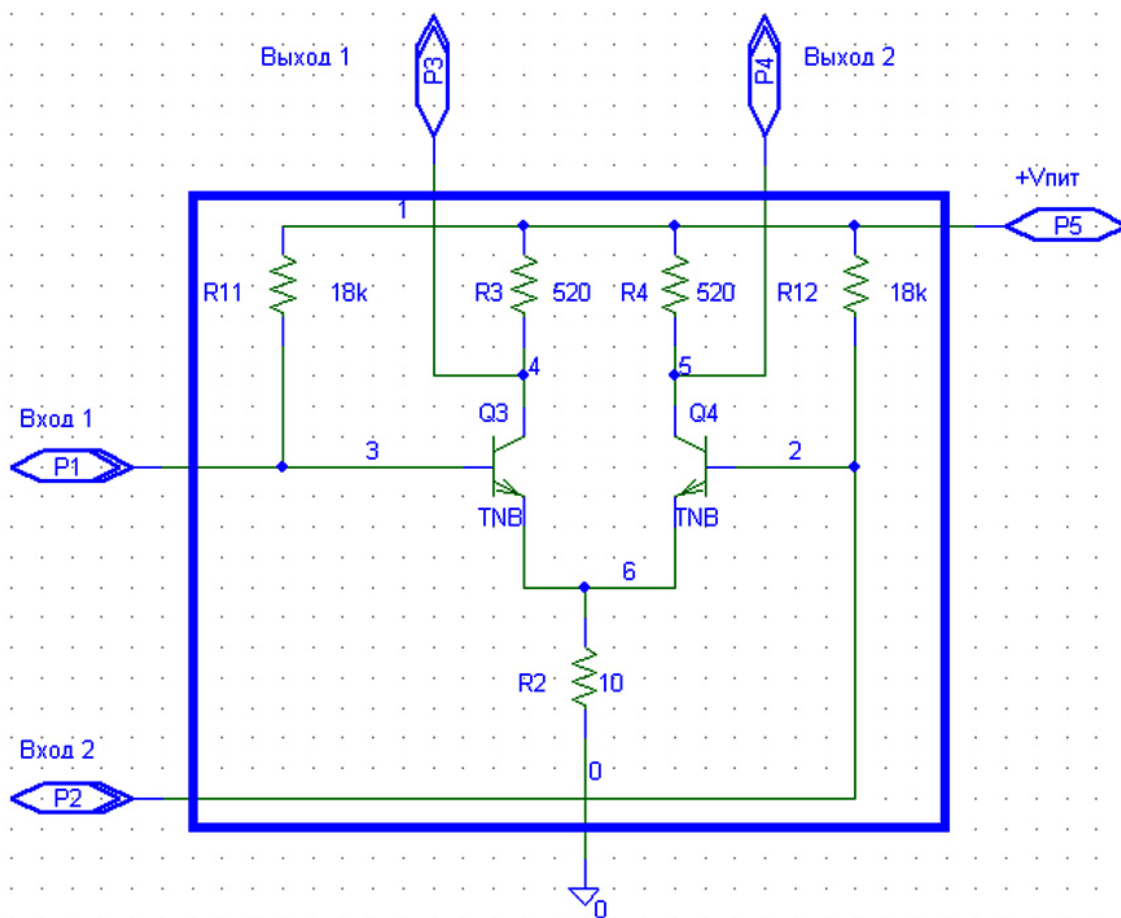 Выход 1
P3
P4
Выход 2
+Vпит
1
P5
R11
18k
R3
520
R4
520
R12
18k
4
5
Вход 1
Q3
Q4
P1
3
2
TNB
TNB
6
R2
10
Вход 2
0
P2
0